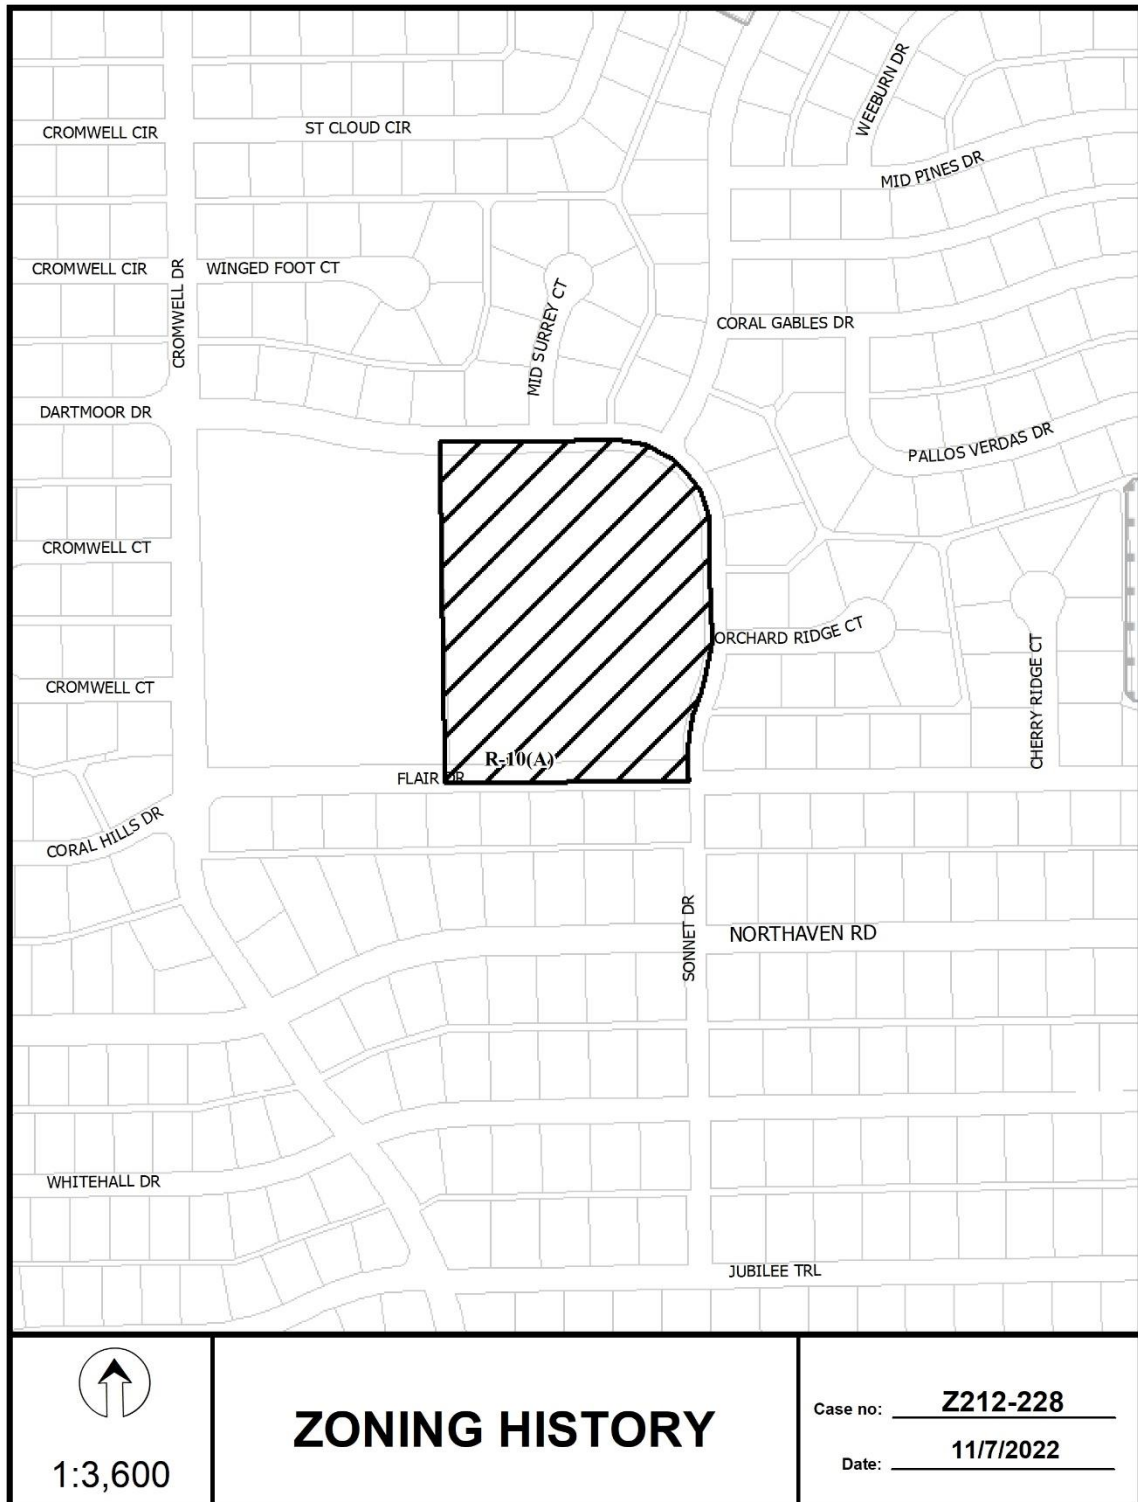 WEEBURN DR
CROMWELL CIR
ST CLOUD CIR
MID PINES DR
CROMWELL CIR
WINGED FOOT CT
CROMWELL DR
MID SURREY CT
CORAL GABLES DR
DARTMOOR DR
PALLOS VERDAS DR
CROMWELL CT
ORCHARD RIDGE CT
CHERRY RIDGE CT
CROMWELL CT
R-10(A)
FLAIR DR
CORAL HILLS DR
SONNET DR
NORTHAVEN RD
WHITEHALL DR
JUBILEE TRL
1:3,600
ZONING HISTORY
Case no: Z212-228
Date: 11/7/2022